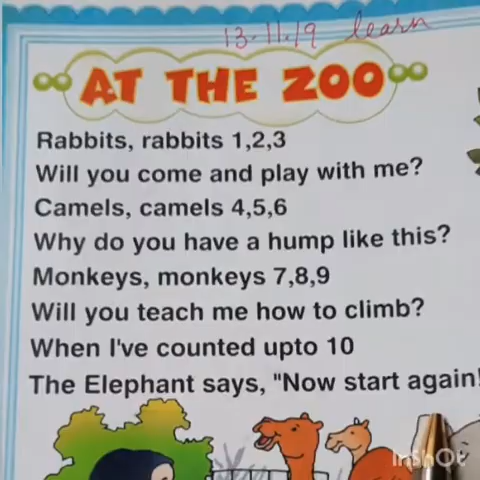 13.11.19 learn
AT THE ZOO
Rabbits, rabbits 1,2,3
Will you come and play with me?
Camels, camels 4,5,6
Why do you have a hump like this?
Monkeys, monkeys 7,8,9
Will you teach me how to climb?
When I've counted upto 10
The Elephant says, "Now start again!
InShOt